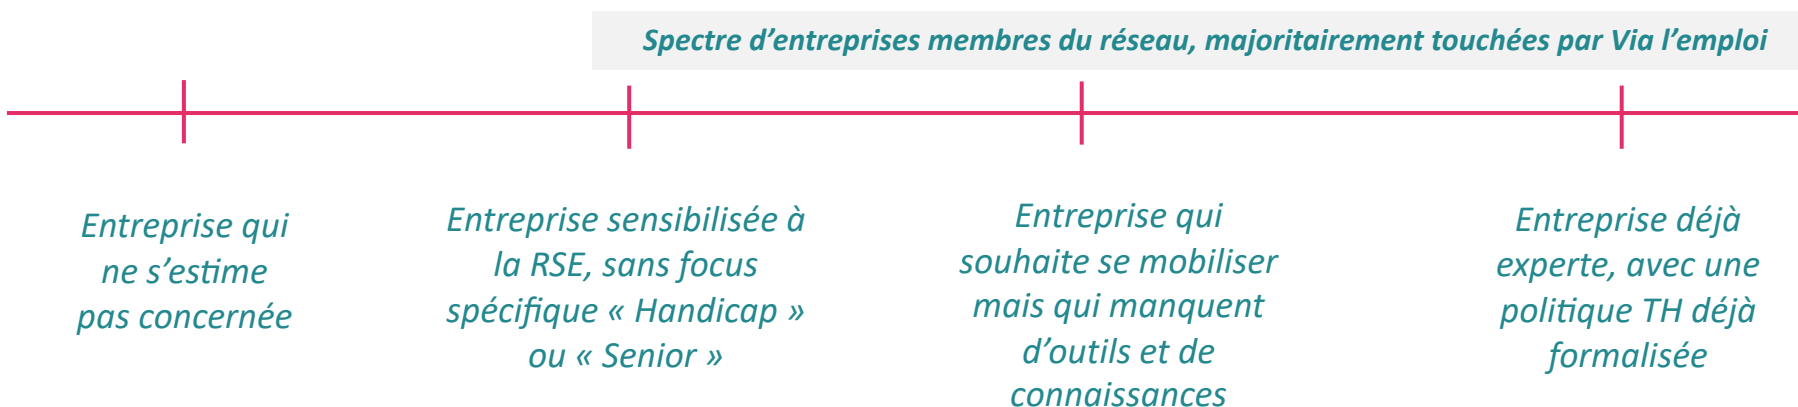 Spectre d’entreprises membres du réseau, majoritairement touchées par Via l’emploi
Entreprise qui
ne s’estime
pas concernée
Entreprise sensibilisée à
la RSE, sans focus
spécifique « Handicap »
ou « Senior »
Entreprise qui
souhaite se mobiliser
mais qui manquent
d’outils et de
connaissances
Entreprise déjà
experte, avec une
politique TH déjà
formalisée